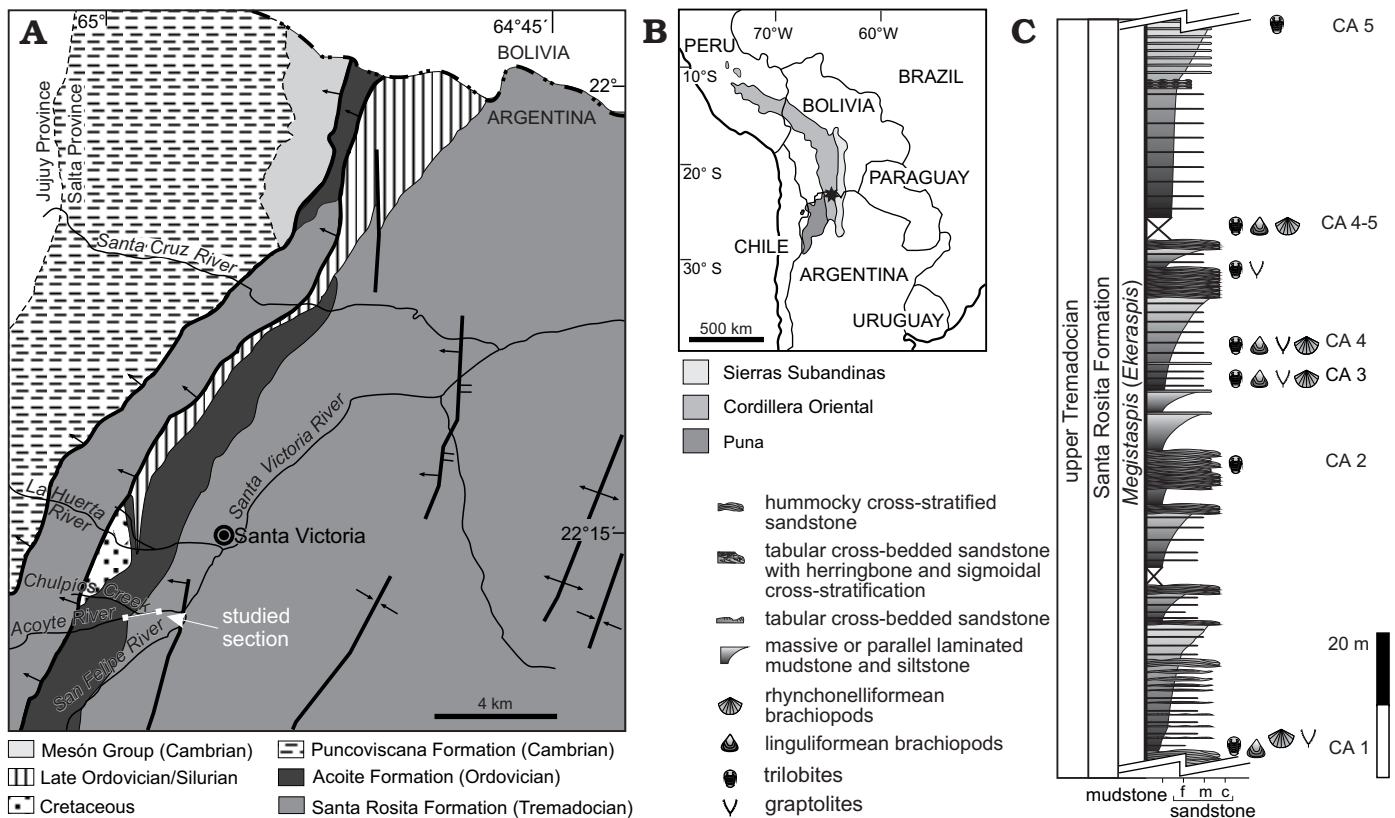 A
65°
64°45´
BOLIVIA
22°
ARGENTINA
Jujuy Province
Salta Province
Santa Cruz River
La Huerta
River
Santa Victoria River
Santa Victoria
22°15´
Chulpíos Creek
Acoyte River
San Felipe River
studied
section
4 km
Mesón Group (Cambrian)
Late Ordovician/Silurian
Cretaceous
Puncoviscana Formation (Cambrian)
Acoite Formation (Ordovician)
Santa Rosita Formation (Tremadocian)
B
70°W
60°W
PERU
10°S
BRAZIL
BOLIVIA
20° S
PARAGUAY
CHILE
30° S
ARGENTINA
URUGUAY
500 km
Sierras Subandinas
Cordillera Oriental
Puna
hummocky cross-stratified
sandstone
tabular cross-bedded sandstone
with herringbone and sigmoidal
cross-stratification
tabular cross-bedded sandstone
massive or parallel laminated
mudstone and siltstone
rhynchonelliformean
brachiopods
linguliformean brachiopods
trilobites
graptolites
C
upper Tremadocian
Santa Rosita Formation
Megistaspis (Ekeraspis)
CA 5
CA 4-5
CA 4
CA 3
CA 2
20 m
CA 1
mudstone
f m c
sandstone